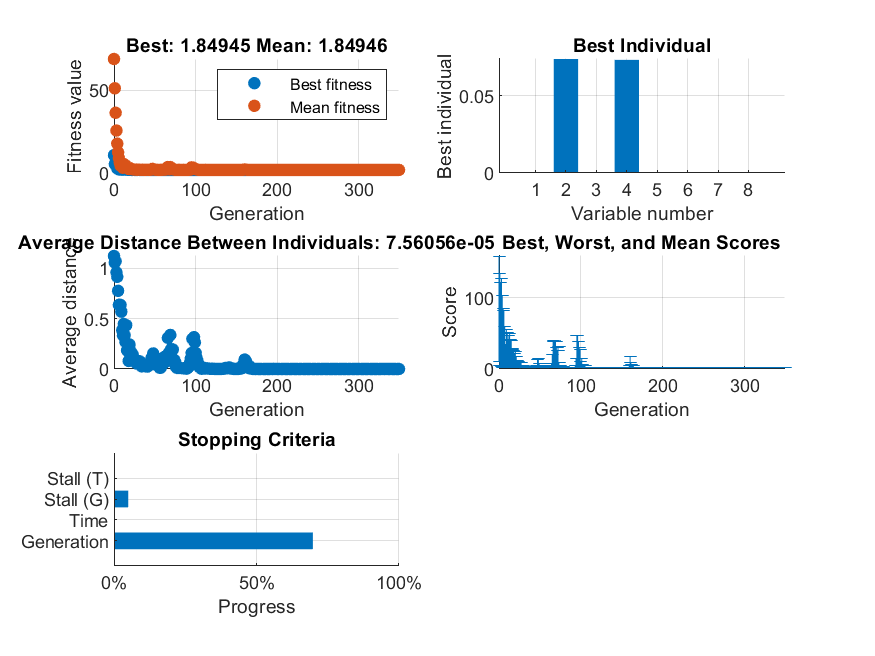 Best: 1.84945 Mean: 1.84946
Fitness value
50
0
Best fitness
Mean fitness
0 100 200 300
Generation
Best Individual
Best individual
0.05
0
1 2 3 4 5 6 7 8
Variable number
Average Distance Between Individuals: 7.56056e-05
Average distance
1
0.5
0
0 100 200 300
Generation
Best, Worst, and Mean Scores
Score
100
0
0 100 200 300
Generation
Stopping Criteria
Stall (T)
Stall (G)
Time
Generation
0% 50% 100%
Progress